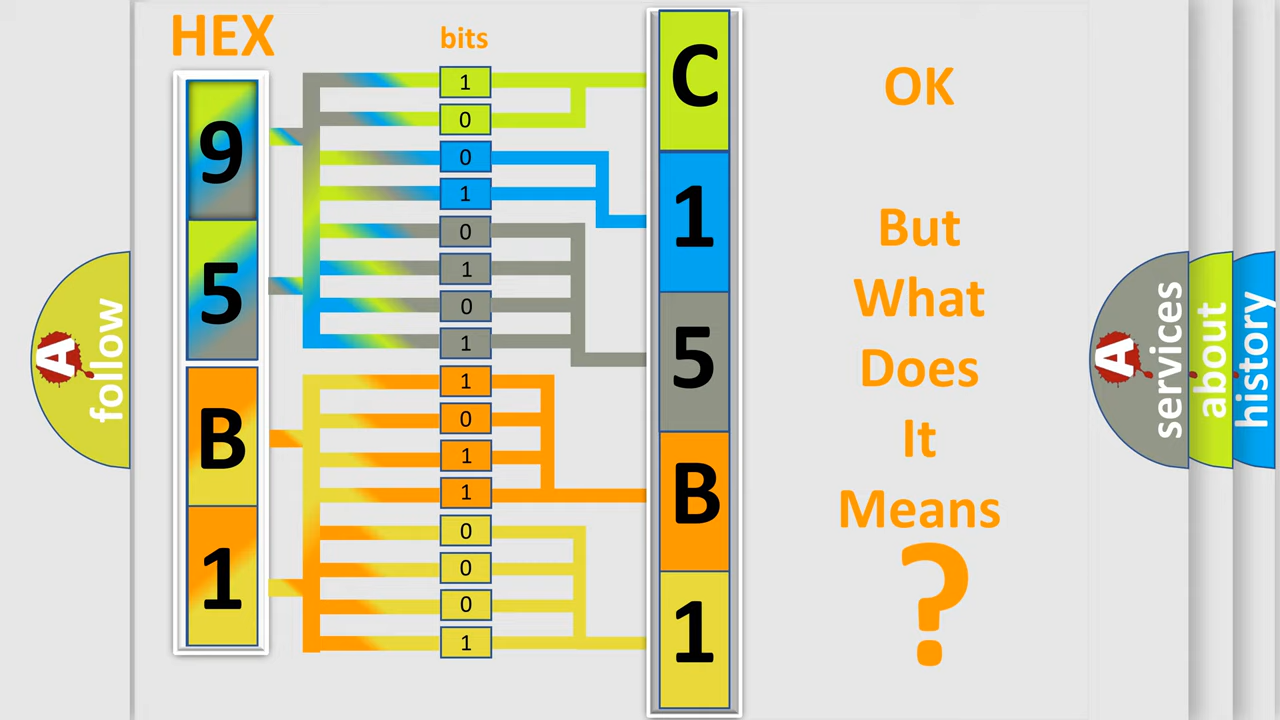 HEX
bits
9
5
B
1
1
0
0
1
0
1
0
1
1
0
1
1
0
0
0
1
C
1
5
B
1
OK
But
What
Does
It
Means
?
A
follow
A
services
about
history